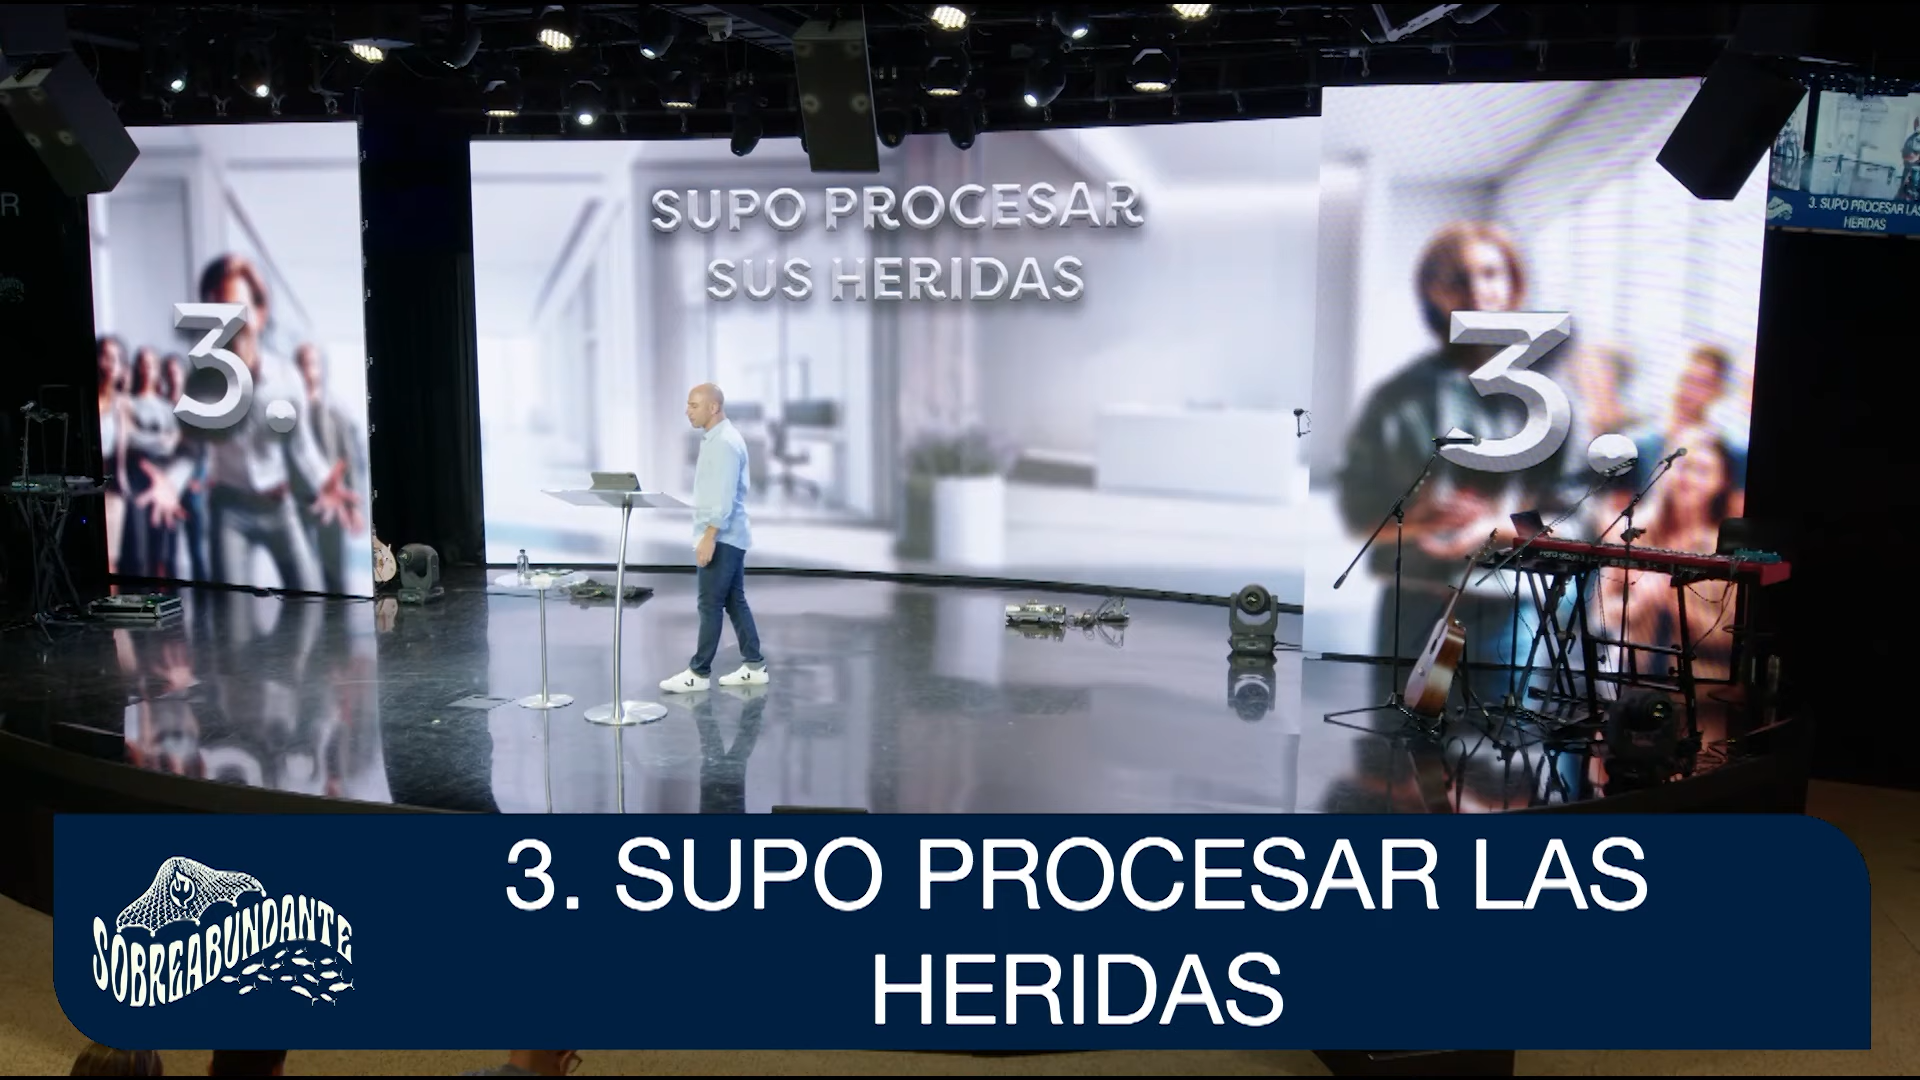 SUPO PROCESAR
SUS HERIDAS
3.
3.
R
3. SUPO PROCESAR LAS
HERIDAS
3. SUPO PROCESAR LAS
HERIDAS
SOBREABUNDANTE